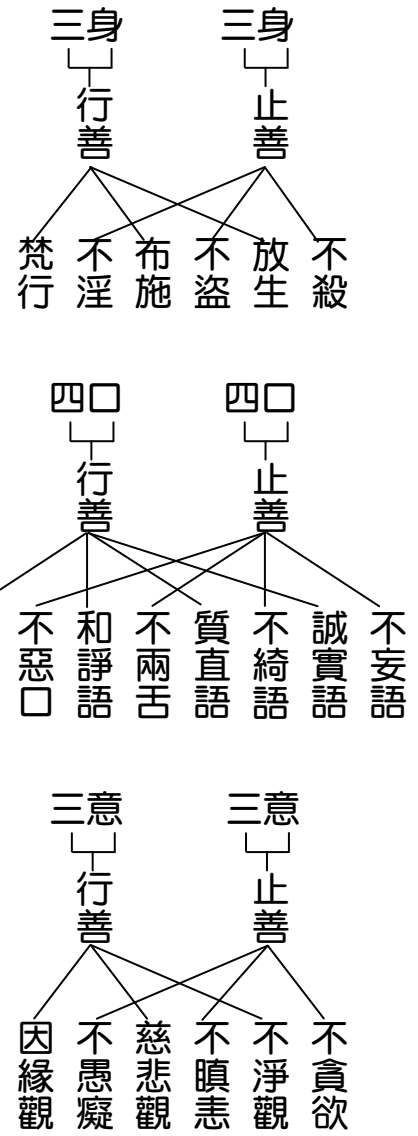 三身
止善
三身
行善
不殺
放生
不盜
布施
不淫
梵行
四口
止善
四口
行善
不妄語
誠實語
不綺語
質直語
不兩舌
和諍語
不惡口
三意
止善
三意
行善
不貪欲
不淨觀
不瞋恚
慈悲觀
不愚癡
因緣觀